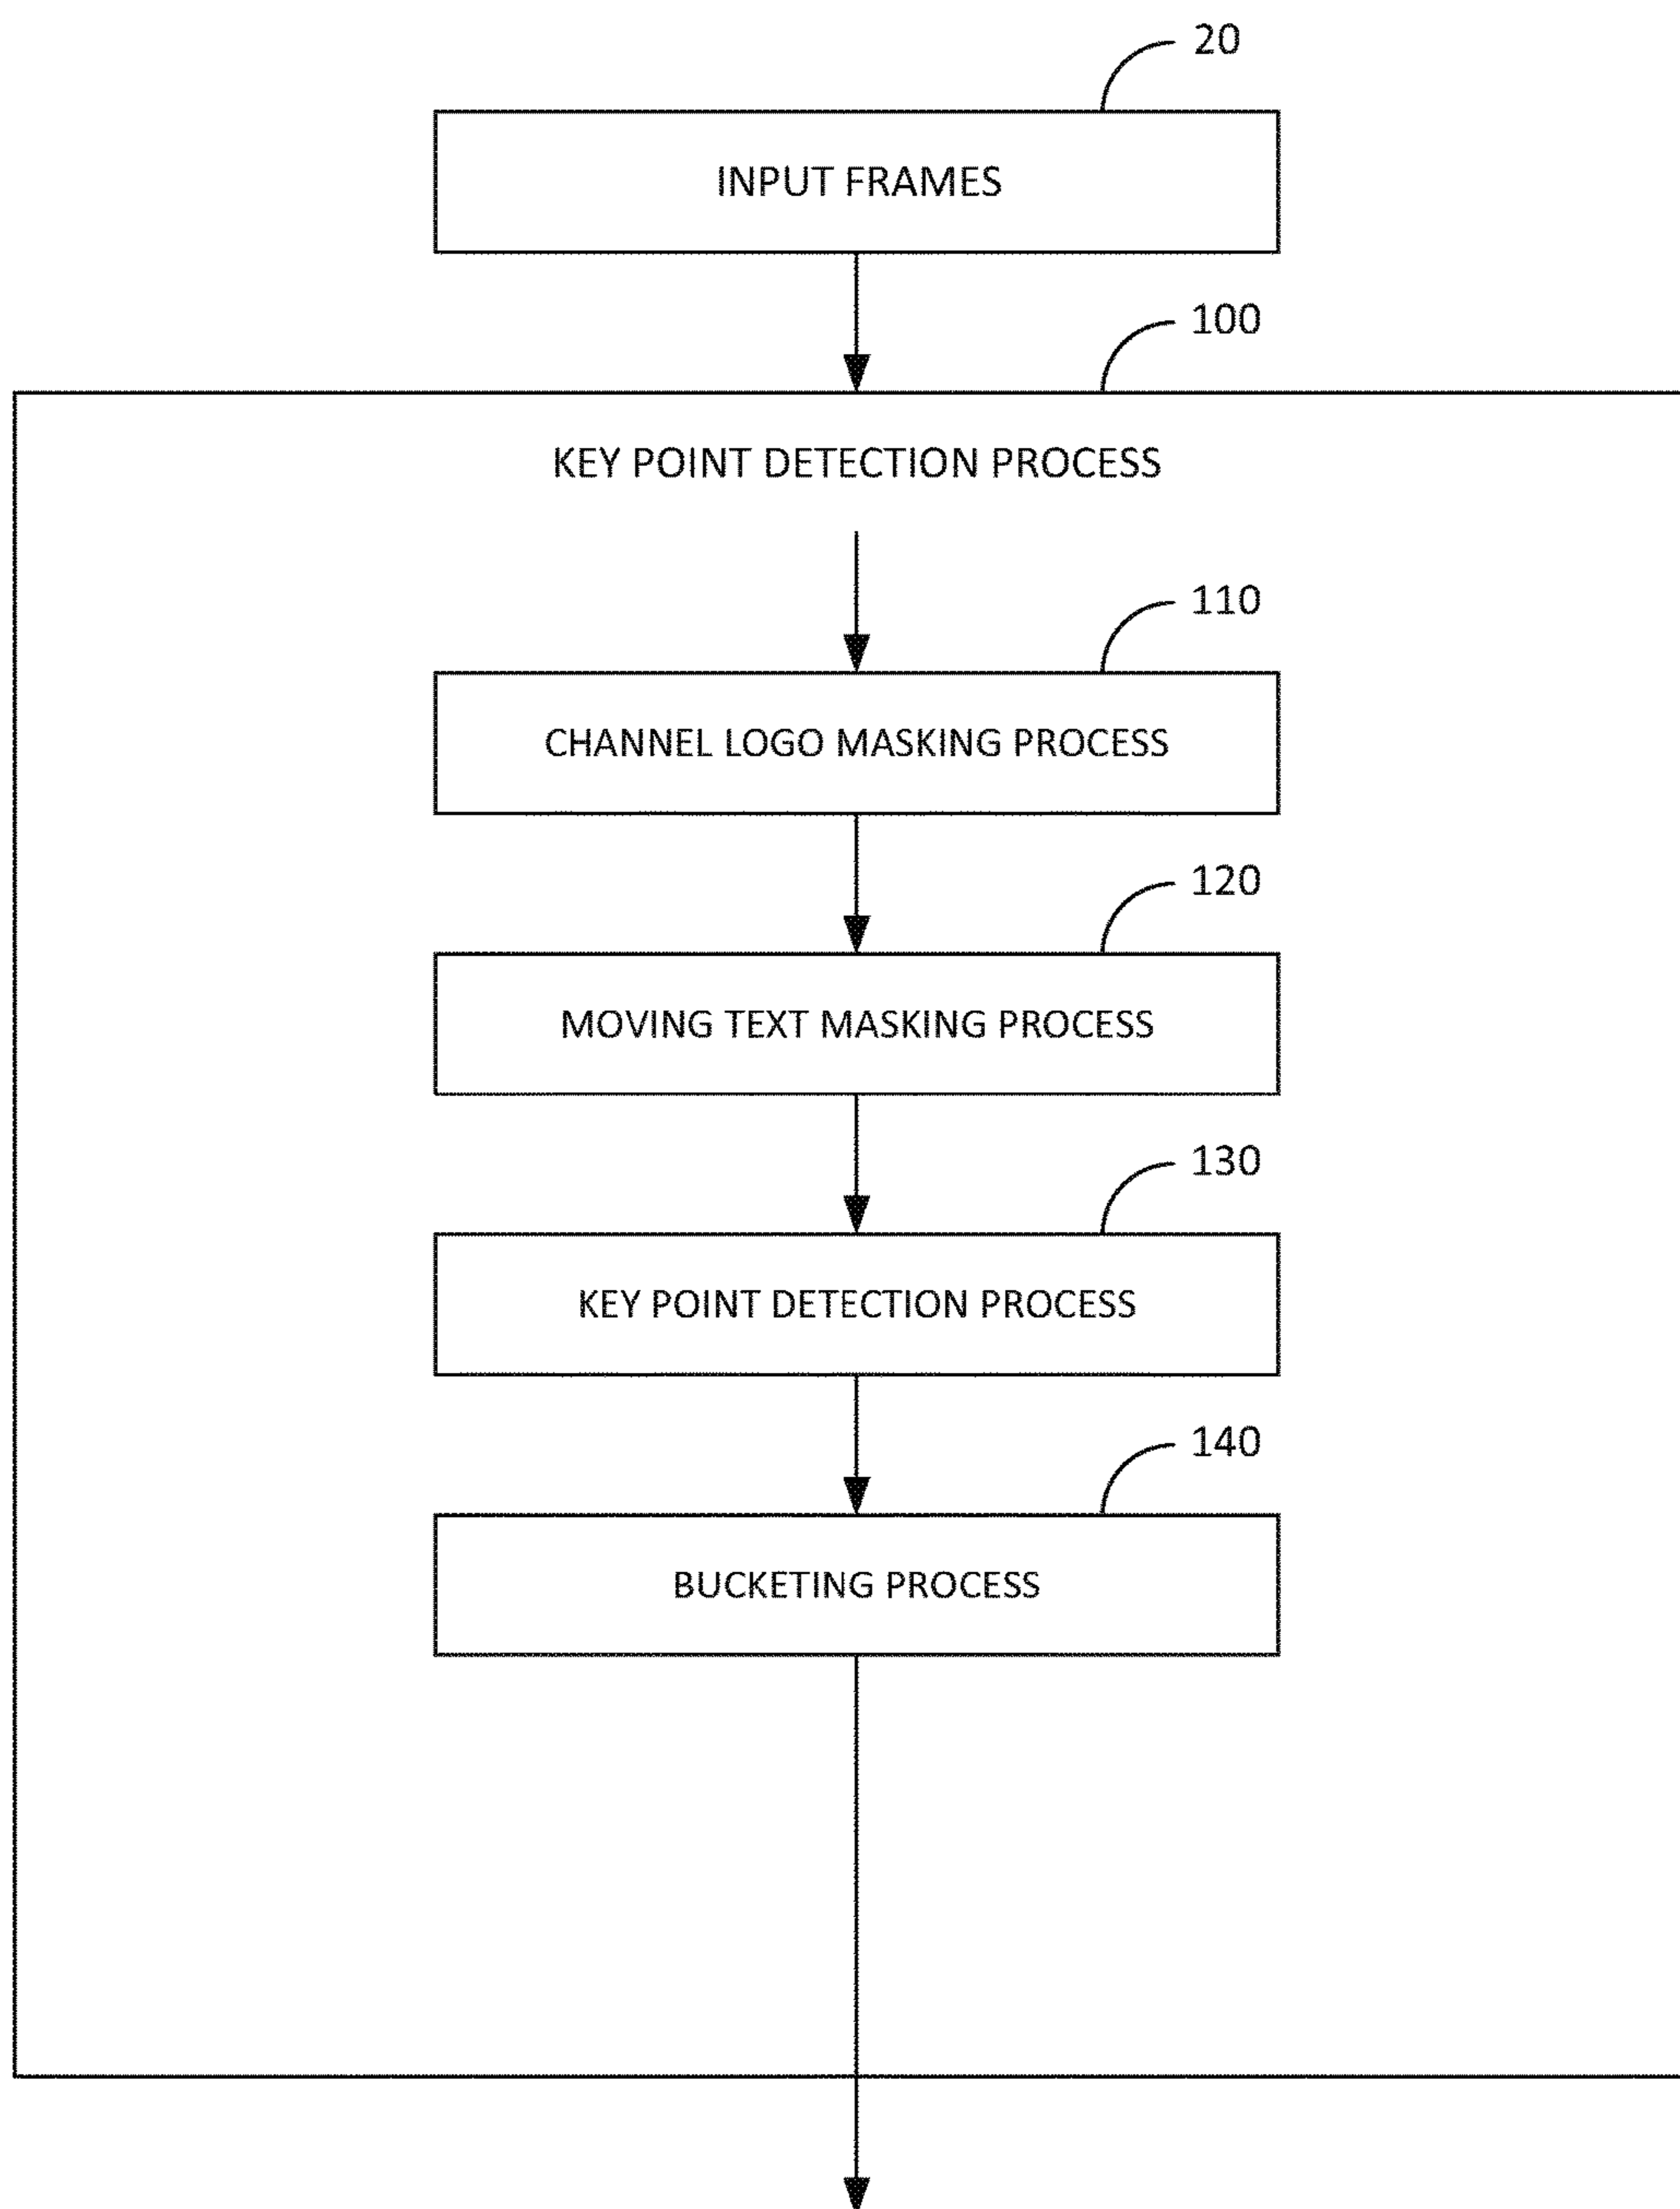 20
INPUT FRAMES
100
KEY POINT DETECTION PROCESS
110
CHANNEL LOGO MASKING PROCESS
120
MOVING TEXT MASKING PROCESS
130
KEY POINT DETECTION PROCESS
140
BUCKETING PROCESS